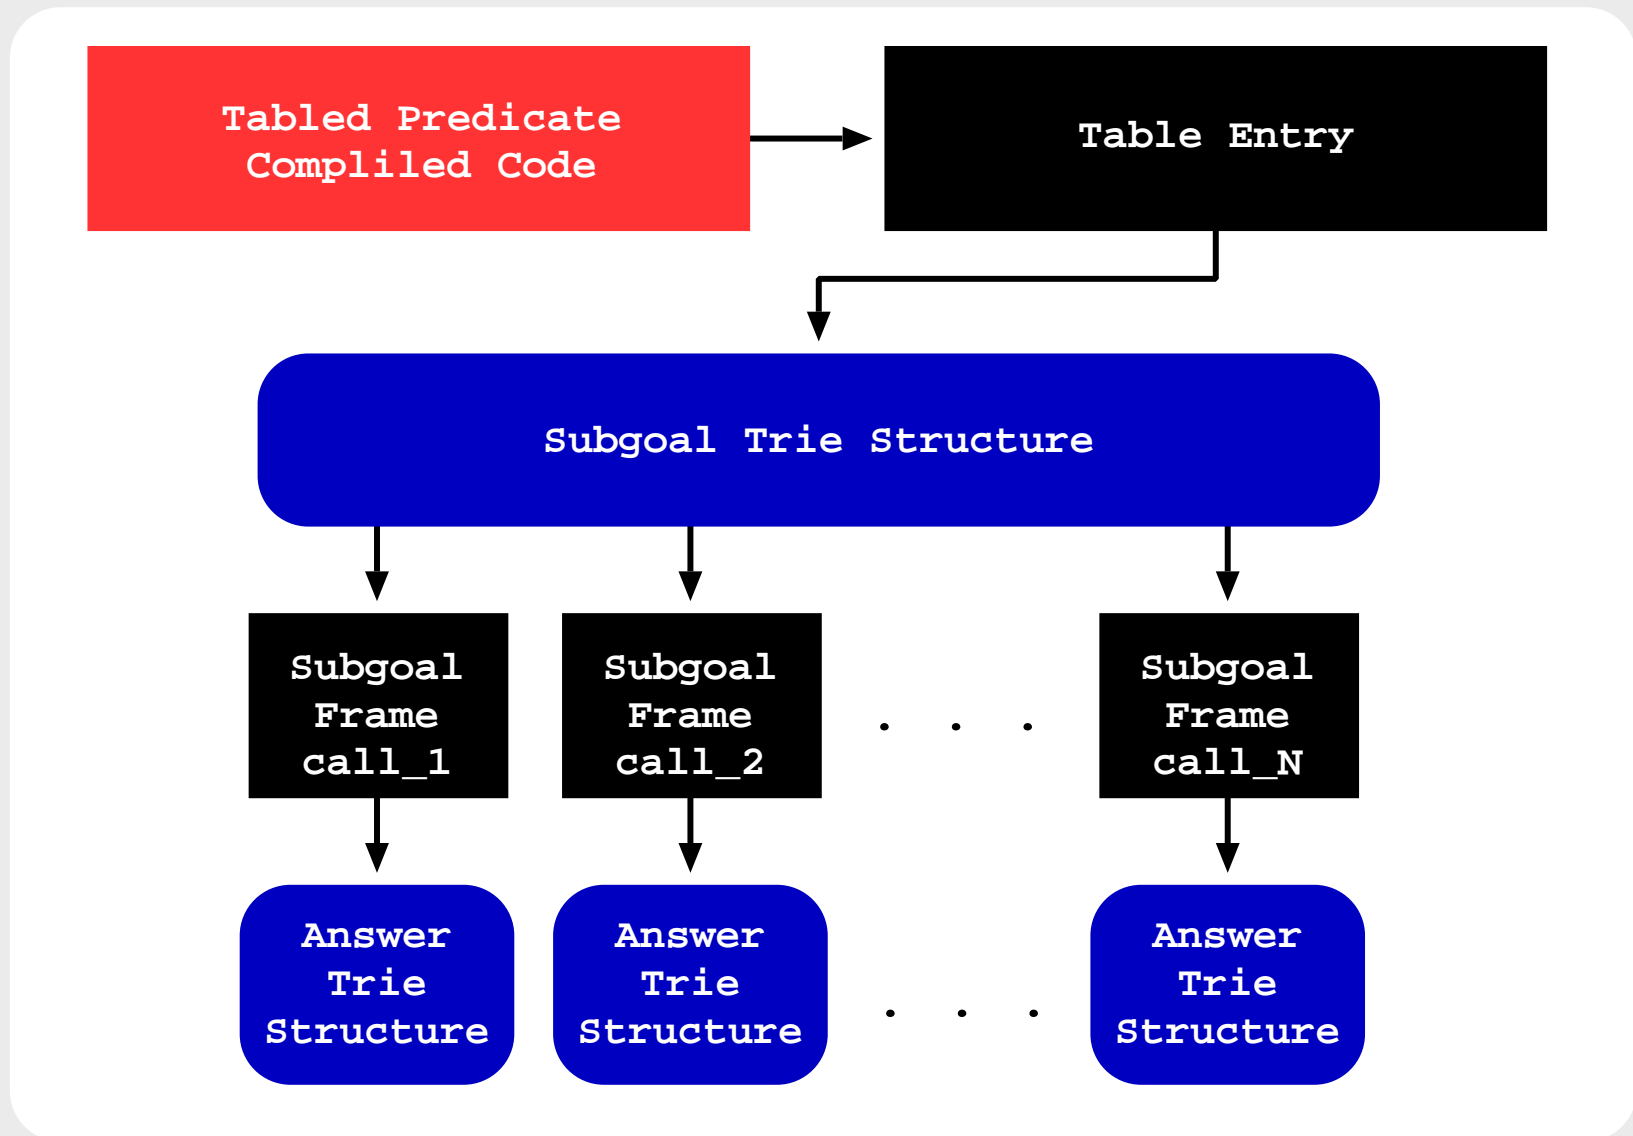 Tabled Predicate
Compliled Code
Table Entry
Subgoal Trie Structure
Subgoal
Frame
call_1
Subgoal
Frame
call_2
. . .
Subgoal
Frame
call_N
Answer
Trie
Structure
Answer
Trie
Structure
. . .
Answer
Trie
Structure